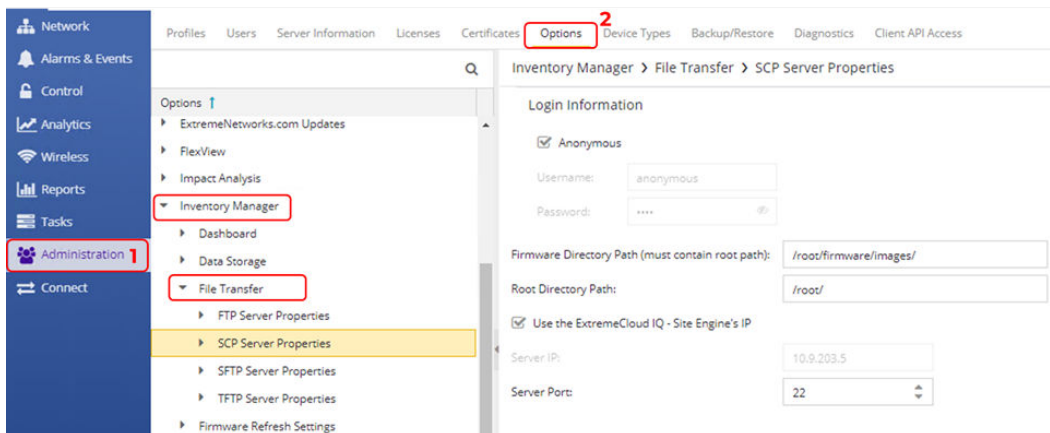 Network
Alarms & Events
Control
Analytics
Wireless
Reports
Tasks
Administration 1
Connect
2
Profiles Users Server Information Licenses Certificates Options Device Types Backup/Restore Diagnostics Client API Access
Options
ExtremeNetworks.com Updates
FlexView
Impact Analysis
Inventory Manager
Dashboard
Data Storage
File Transfer
FTP Server Properties
SCP Server Properties
SFTP Server Properties
TFTP Server Properties
Firmware Refresh Settings
Inventory Manager > File Transfer > SCP Server Properties
Login Information
Anonymous
Username: anonymous
Password: ••••
Firmware Directory Path (must contain root path): /root/firmware/images/
Root Directory Path: /root/
Use the ExtremeCloud IQ - Site Engine's IP
Server IP: 10.9.203.5
Server Port: 22